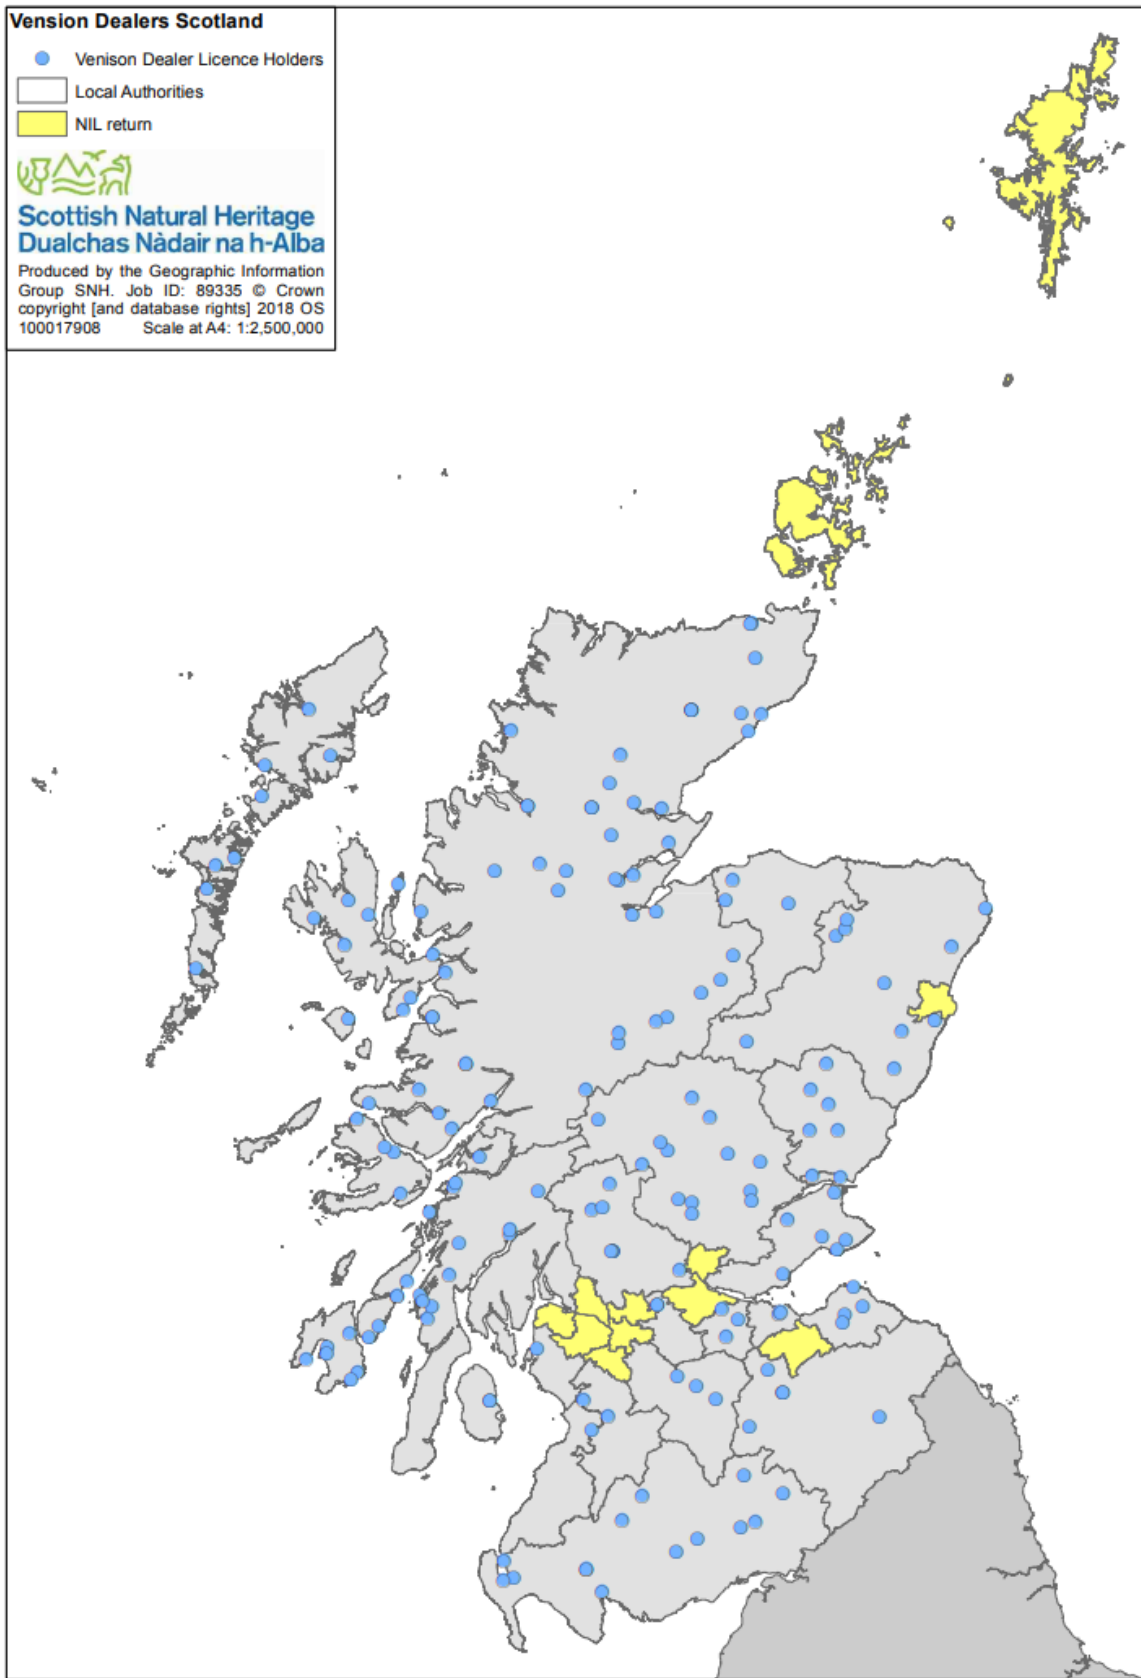 Vension Dealers Scotland
Venison Dealer Licence Holders
Local Authorities
NIL return
Scottish Natural Heritage
Dualchas Nàdair na h-Alba
Produced by the Geographic Information
Group SNH. Job ID: 89335 © Crown
copyright [and database rights] 2018 OS
100017908 Scale at A4: 1:2,500,000